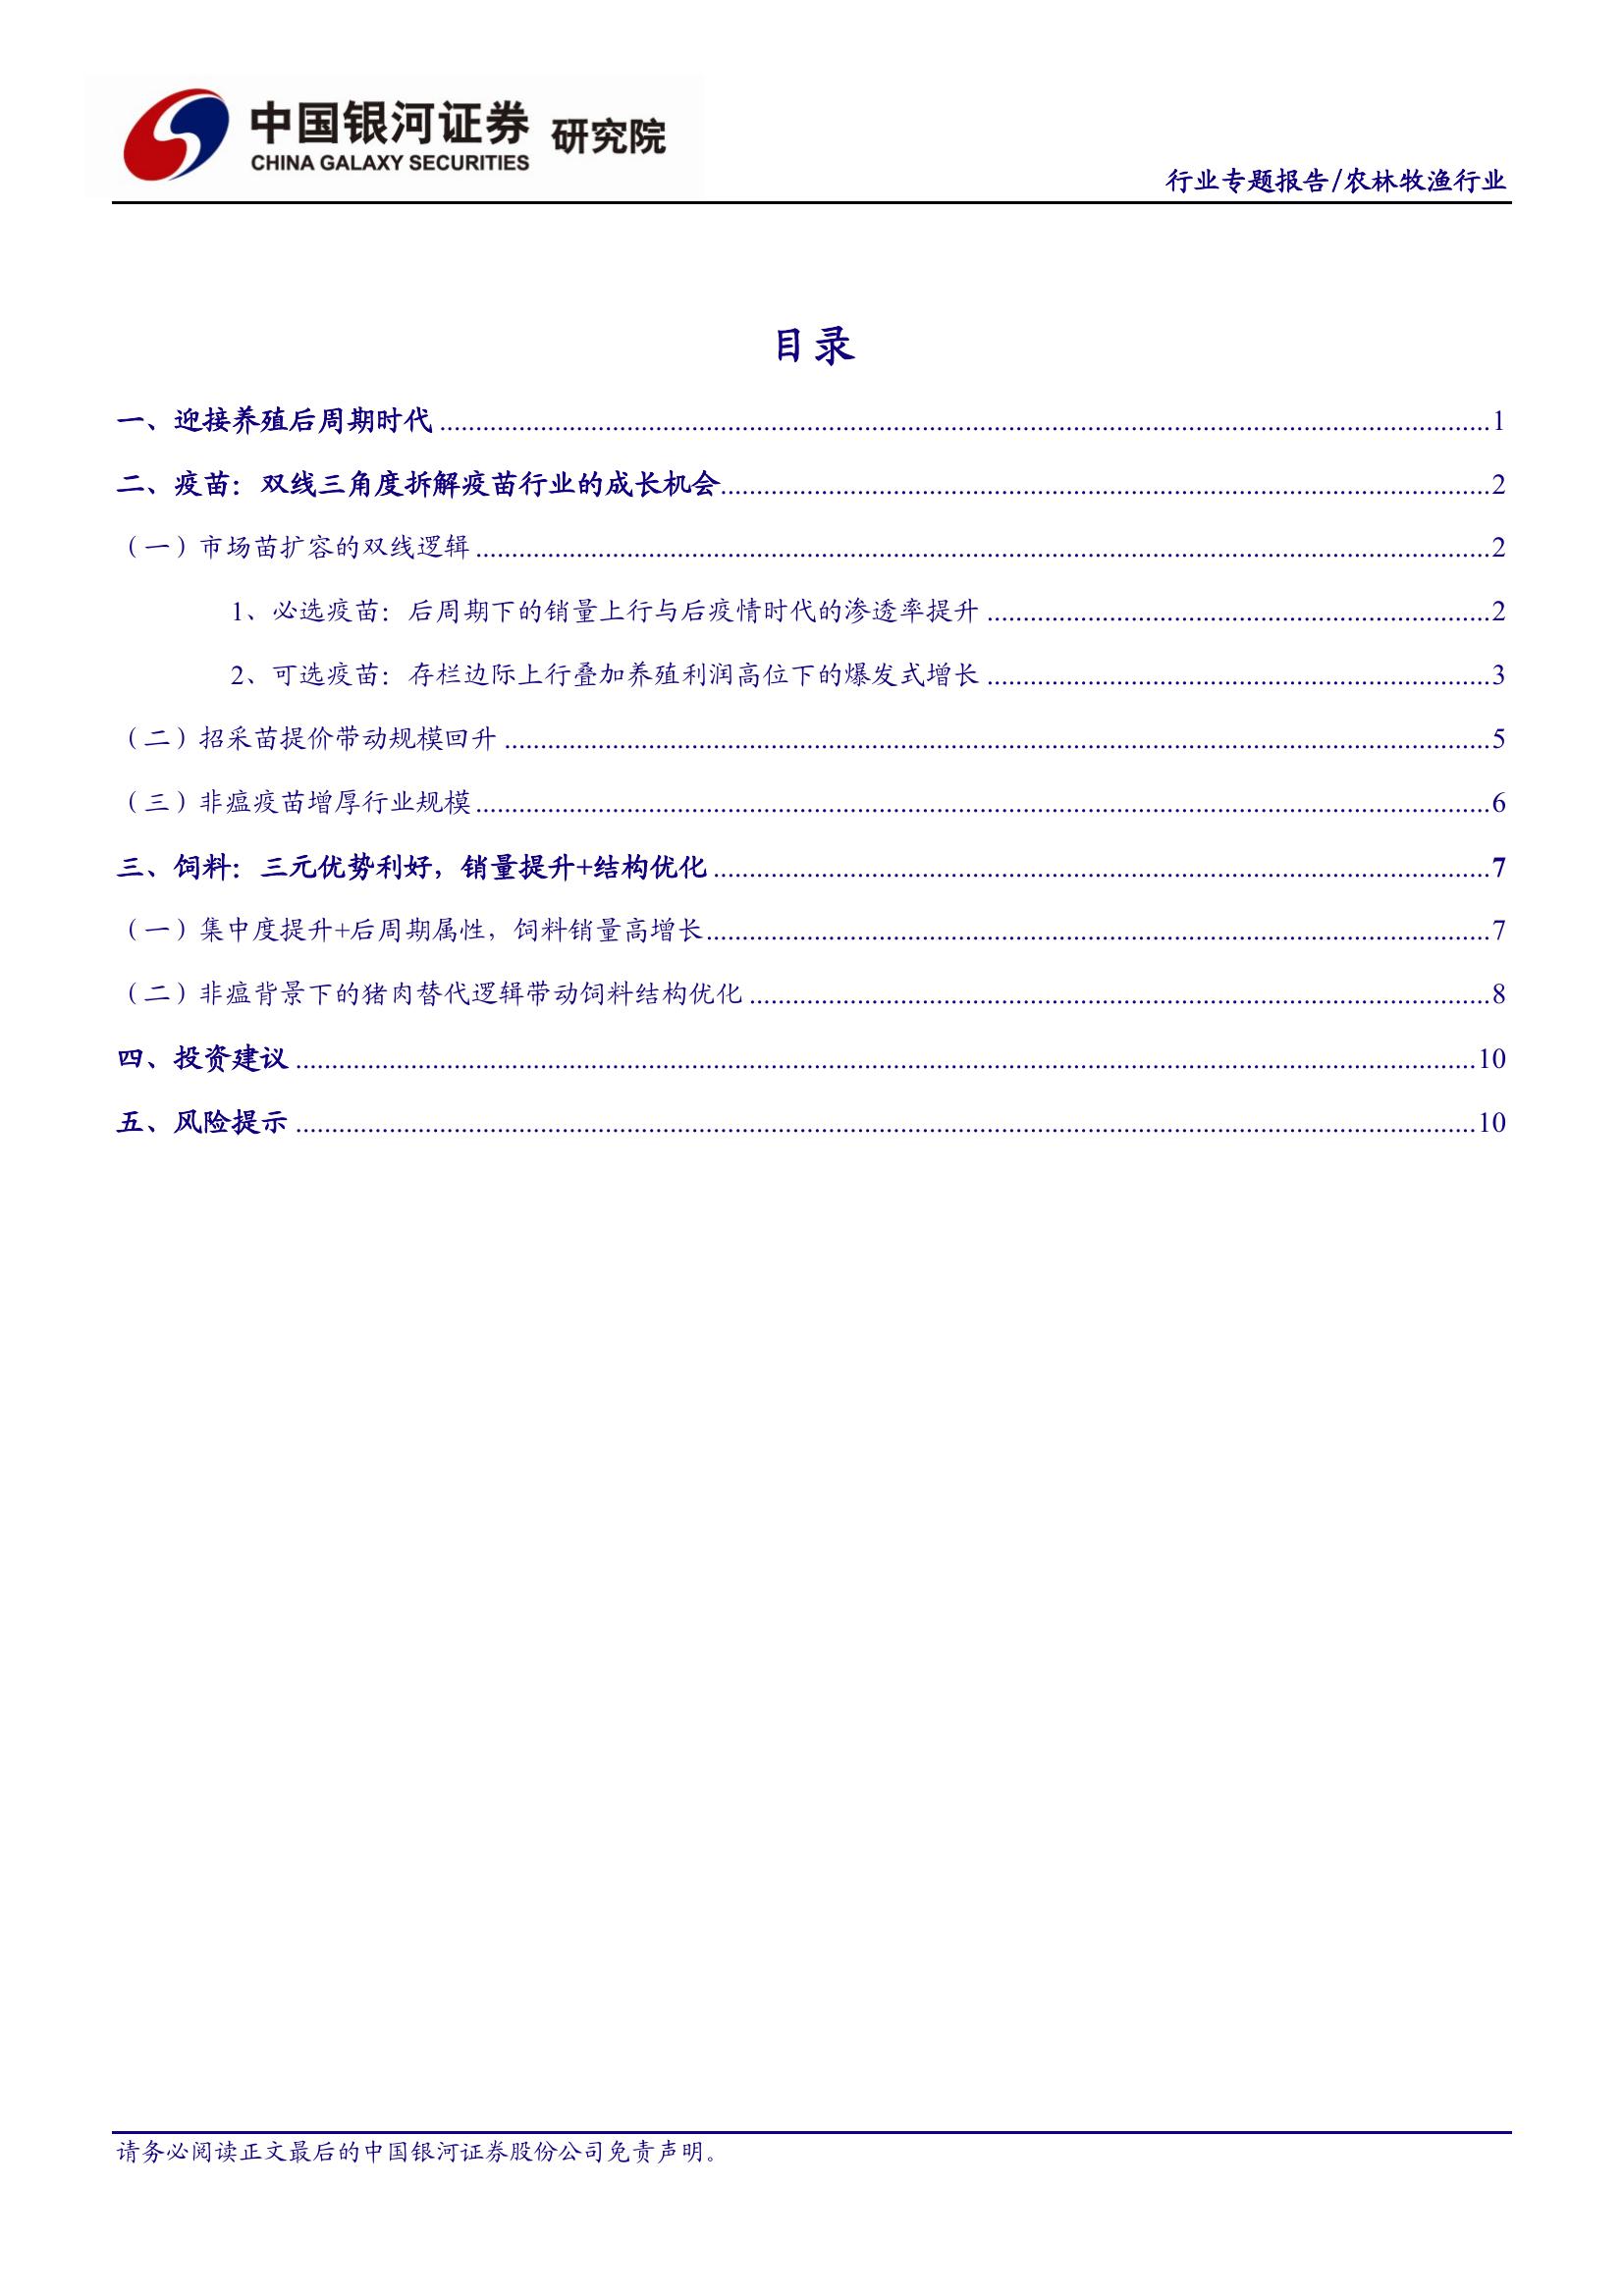 中国银河证券 研究院
CHINA GALAXY SECURITIES
行业专题报告/农林牧渔行业
目录
一、迎接养殖后周期时代 1
二、疫苗：双线三角度拆解疫苗行业的成长机会 2
（一）市场苗扩容的双线逻辑 2
1、必选疫苗：后周期下的销量上行与后疫情时代的渗透率提升 2
2、可选疫苗：存栏边际上行叠加养殖利润高位下的爆发式增长 3
（二）招采苗提价带动规模回升 5
（三）非瘟疫苗增厚行业规模 6
三、饲料：三元优势利好，销量提升+结构优化 7
（一）集中度提升+后周期属性，饲料销量高增长 7
（二）非瘟背景下的猪肉替代逻辑带动饲料结构优化 8
四、投资建议 10
五、风险提示 10
请务必阅读正文最后的中国银河证券股份公司免责声明。